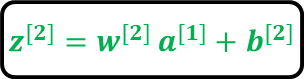 z^[2] = w^[2] a^[1] + b^[2]